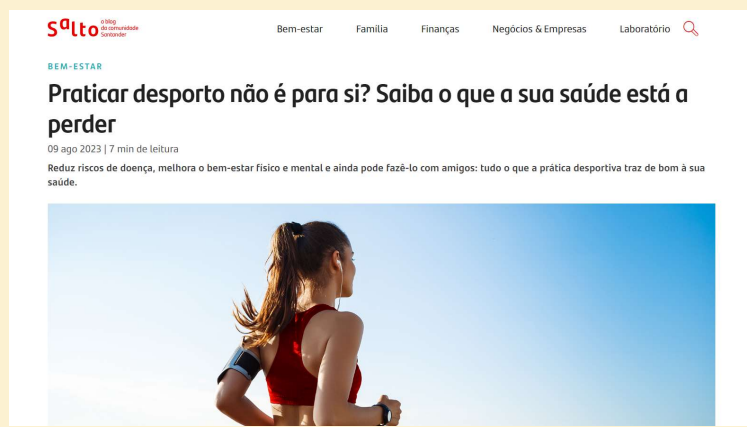 Salto o blog da comunidade Santander
Bem-estar Família Finanças Negócios & Empresas Laboratório
BEM-ESTAR
Praticar desporto não é para si? Saiba o que a sua saúde está a
perder
09 ago 2023 | 7 min de leitura
Reduz riscos de doença, melhora o bem-estar físico e mental e ainda pode fazê-lo com amigos: tudo o que a prática desportiva traz de bom à sua
saúde.